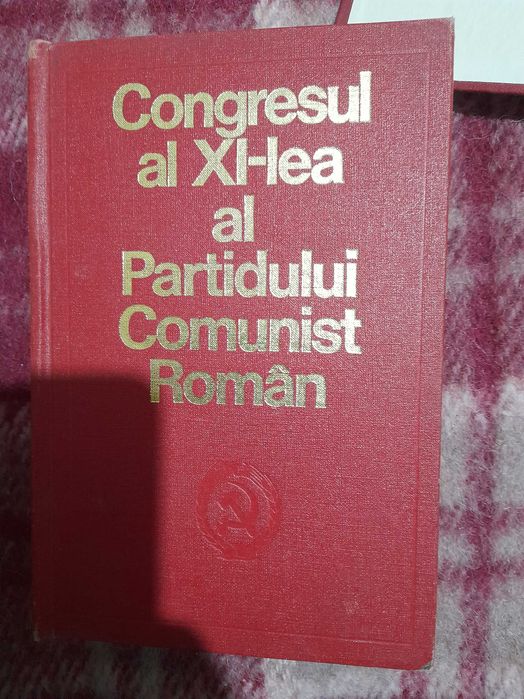 Congresul
al XI-lea
al
Partidului
Comunist
Român